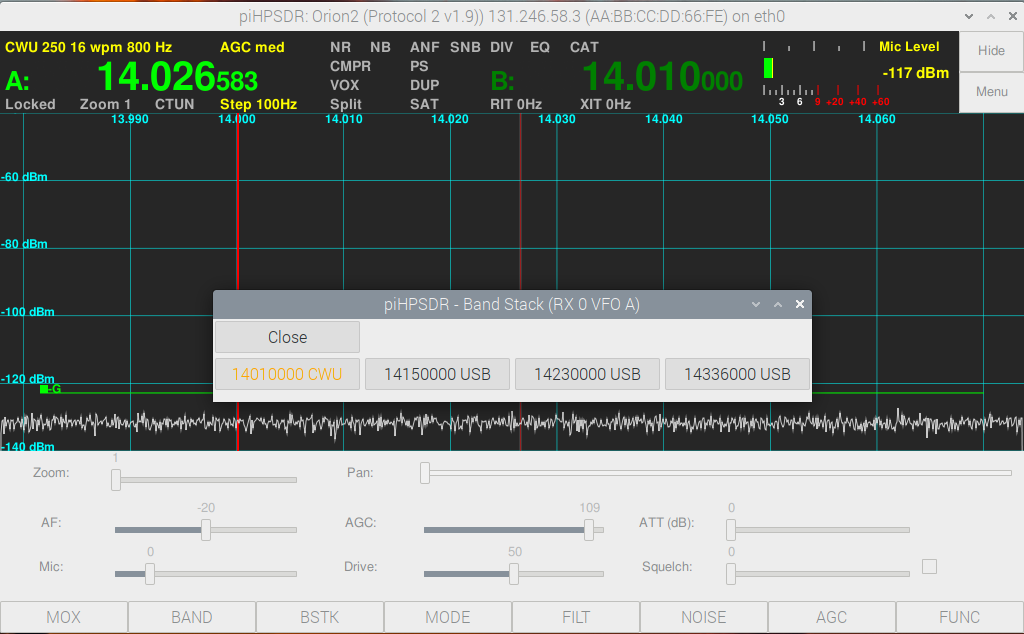 piHPSDR: Orion2 (Protocol 2 v1.9)) 131.246.58.3 (AA:BB:CC:DD:66:FE) on eth0
CWU 250 16 wpm 800 Hz AGC med NR NB ANF SNB DIV EQ CAT Mic Level Hide
CMPR PS
A: 14.026583 VOX DUP B: 14.010000 -117 dBm Menu
Locked Zoom 1 CTUN Step 100Hz Split SAT RIT 0Hz XIT 0Hz 3 6 9 +20 +40 +60
13.990 14.000 14.010 14.020 14.030 14.040 14.050 14.060
-60 dBm
-80 dBm
-100 dBm
-120 dBm
-G
-140 dBm
piHPSDR - Band Stack (RX 0 VFO A)
Close
14010000 CWU 14150000 USB 14230000 USB 14336000 USB
Zoom: 1 Pan:
AF: -20 AGC: 109 ATT (dB): 0
Mic: 0 Drive: 50 Squelch: 0
MOX BAND BSTK MODE FILT NOISE AGC FUNC